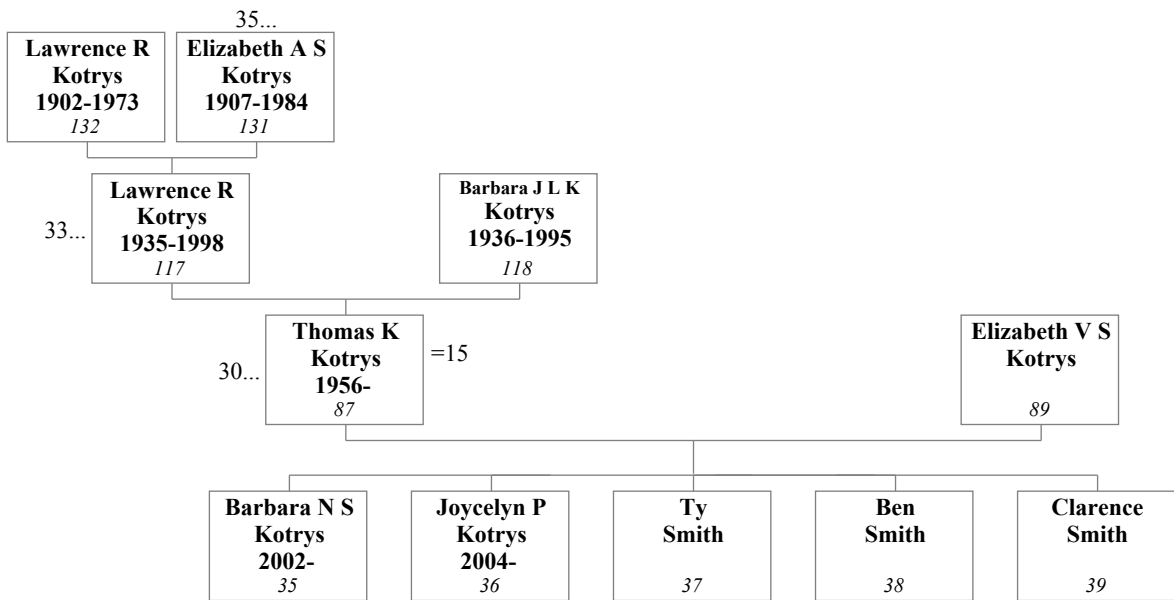 35...
Lawrence R
Kotrys
1902-1973
132
Elizabeth A S
Kotrys
1907-1984
131
33...
Lawrence R
Kotrys
1935-1998
117
Barbara J L K
Kotrys
1936-1995
118
30...
Thomas K
Kotrys
1956-
87
=15
Elizabeth V S
Kotrys
89
Barbara N S
Kotrys
2002-
35
Joycelyn P
Kotrys
2004-
36
Ty
Smith
37
Ben
Smith
38
Clarence
Smith
39